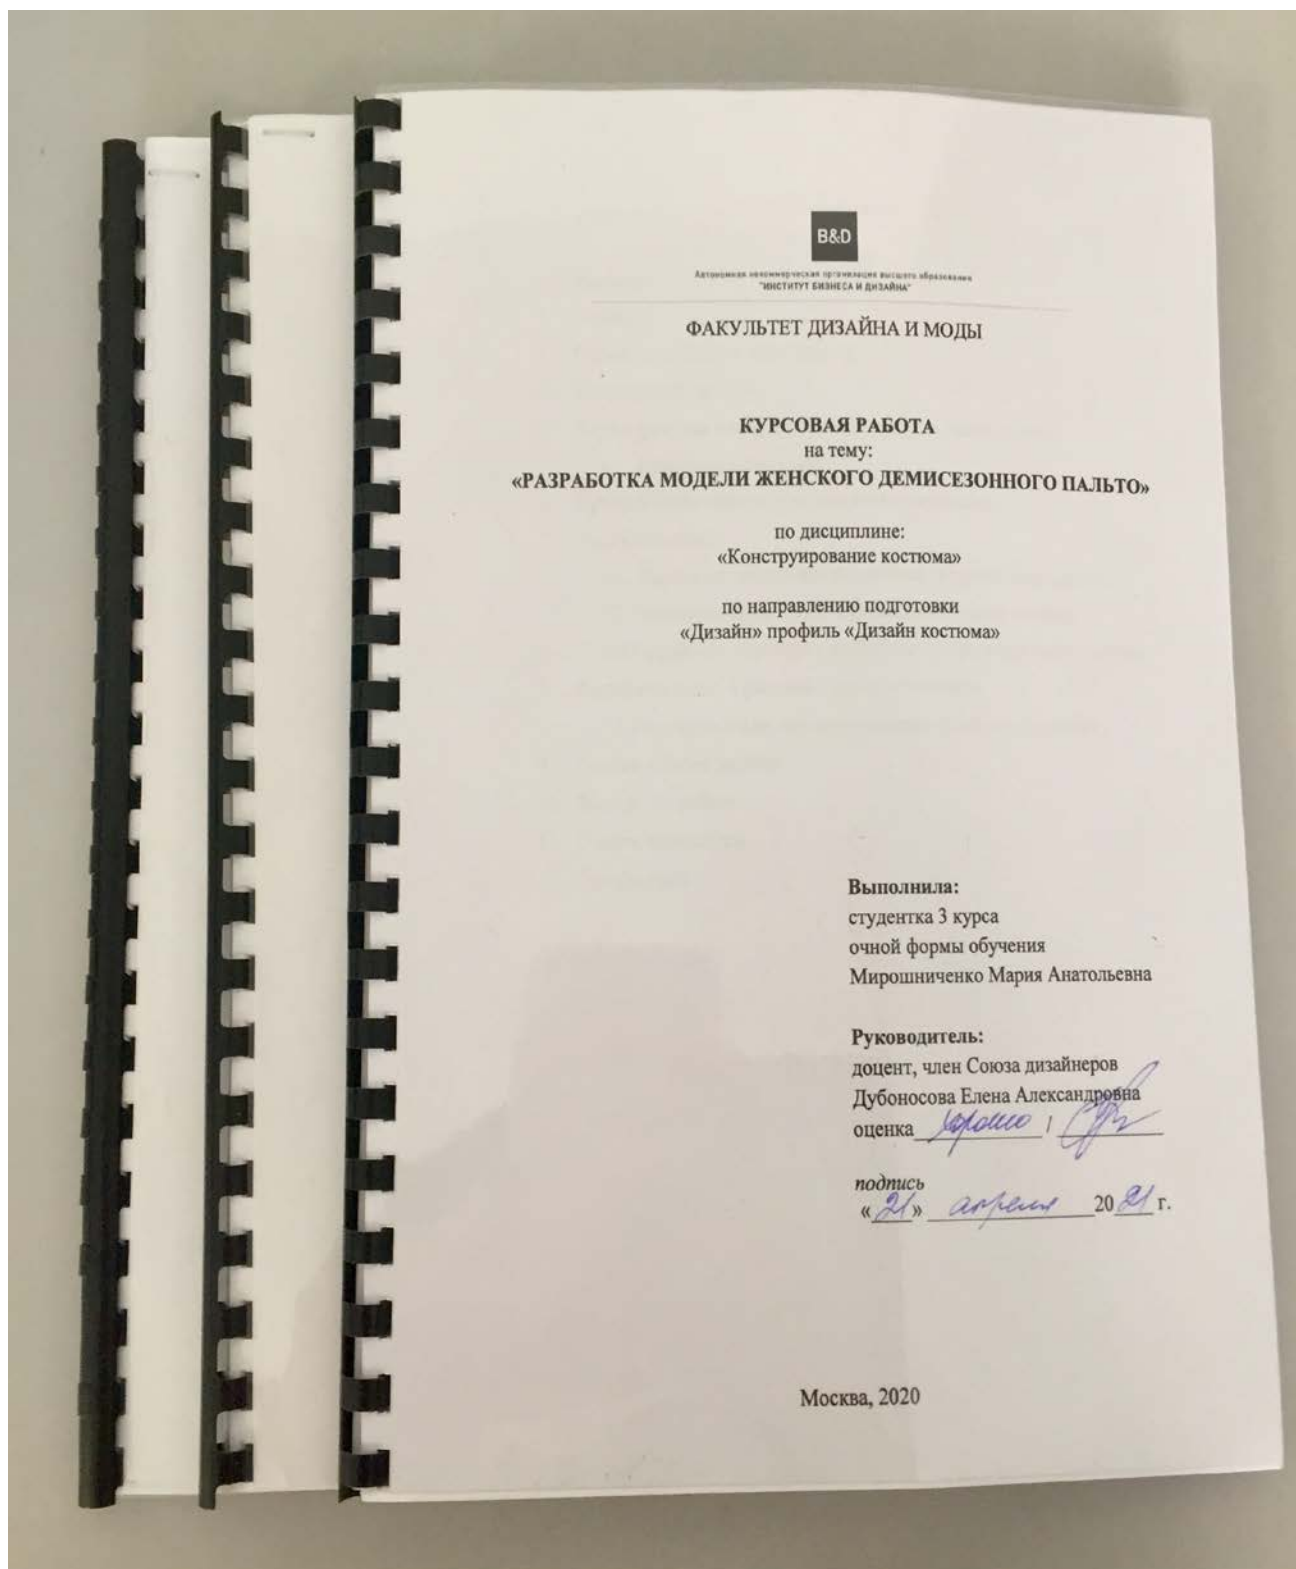 B&D
Автономная некоммерческая организация высшего образования
"ИНСТИТУТ БИЗНЕСА И ДИЗАЙНА"
ФАКУЛЬТЕТ ДИЗАЙНА И МОДЫ
КУРСОВАЯ РАБОТА
на тему:
«РАЗРАБОТКА МОДЕЛИ ЖЕНСКОГО ДЕМИСЕЗОННОГО ПАЛЬТО»
по дисциплине:
«Конструирование костюма»
по направлению подготовки
«Дизайн» профиль «Дизайн костюма»
Выполнила:
студентка 3 курса
очной формы обучения
Мирошниченко Мария Анатольевна
Руководитель:
доцент, член Союза дизайнеров
Дубоносова Елена Александровна
оценка хорошо /
подпись
«21» апреля 2021 г.
Москва, 2020